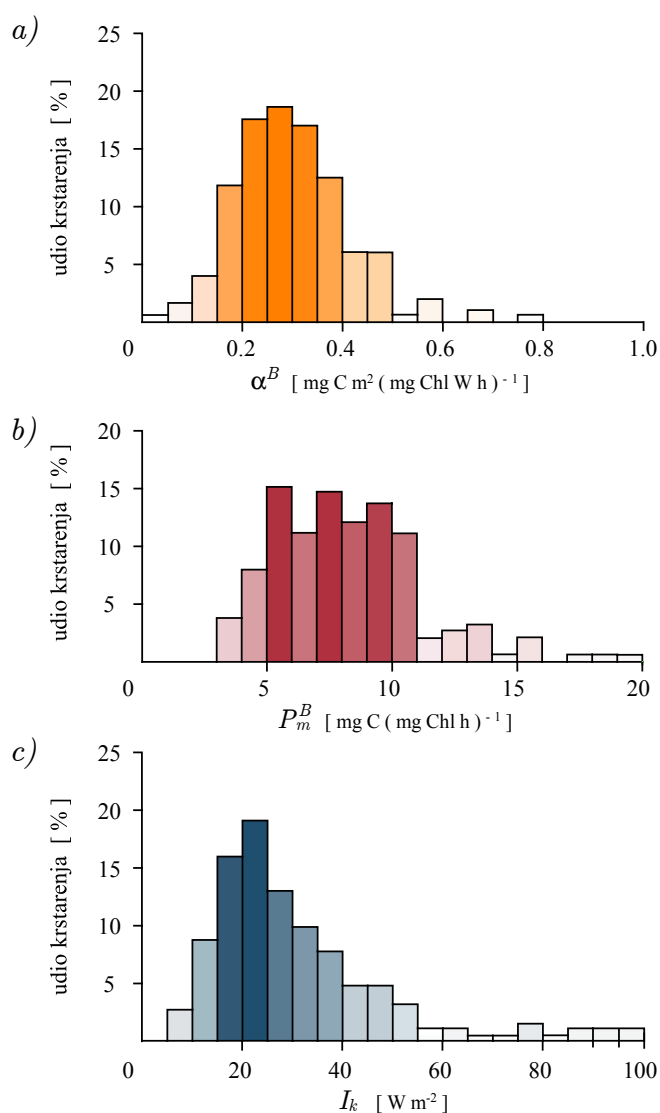 a)
25
20
15
10
5
udio krstarenja [ % ]
0 0.2 0.4 0.6 0.8 1.0
α^B [ mg C m² ( mg Chl W h ) ⁻¹ ]
b)
20
15
10
5
udio krstarenja [ % ]
0 5 10 15 20
P_m^B [ mg C ( mg Chl h ) ⁻¹ ]
c)
25
20
15
10
5
udio krstarenja [ % ]
0 20 40 60 80 100
I_k [ W m⁻² ]